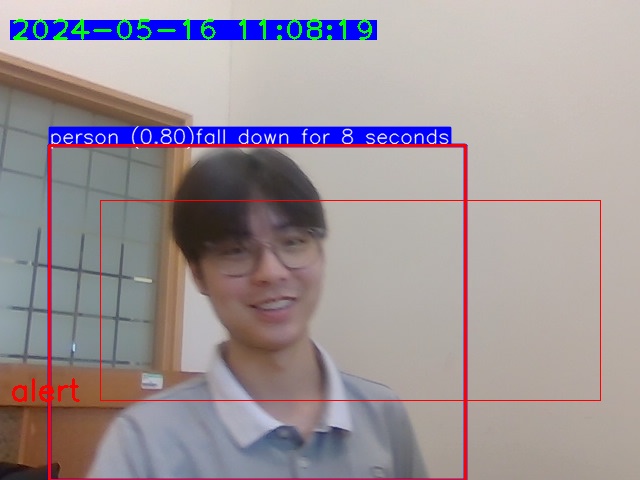 2024-05-16 11:08:19
person (0.80)fall down for 8 seconds
alert